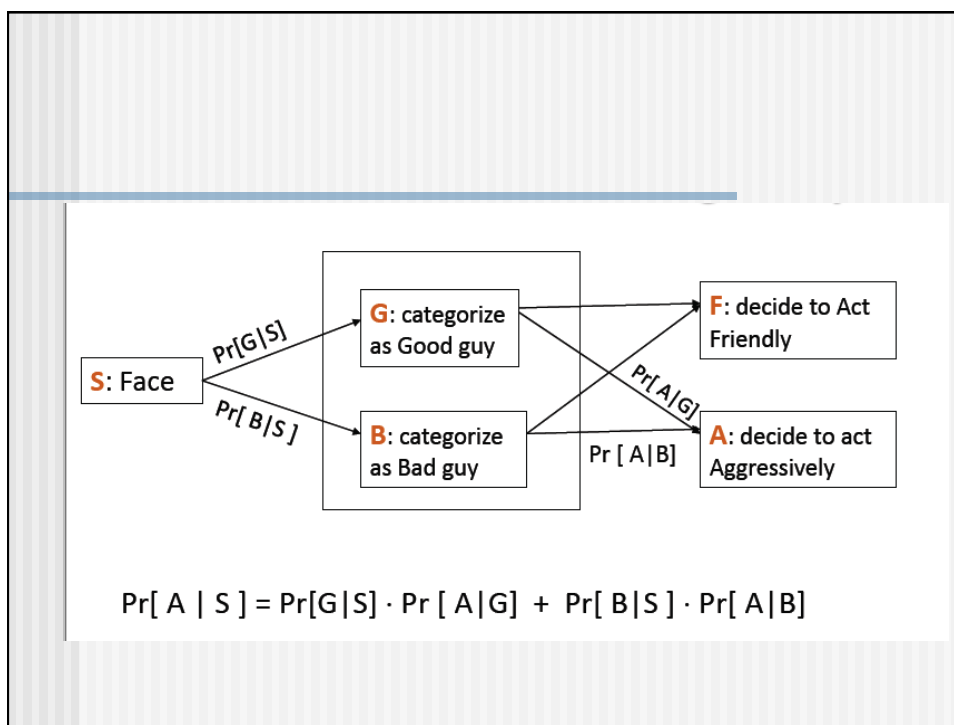 S: Face
Pr[G|S]
Pr[ B|S ]
G: categorize
as Good guy
B: categorize
as Bad guy
Pr[ A|G]
Pr [ A|B]
F: decide to Act
Friendly
A: decide to act
Aggressively
Pr[ A | S ] = Pr[G|S] · Pr [ A|G] + Pr[ B|S ] · Pr[ A|B]